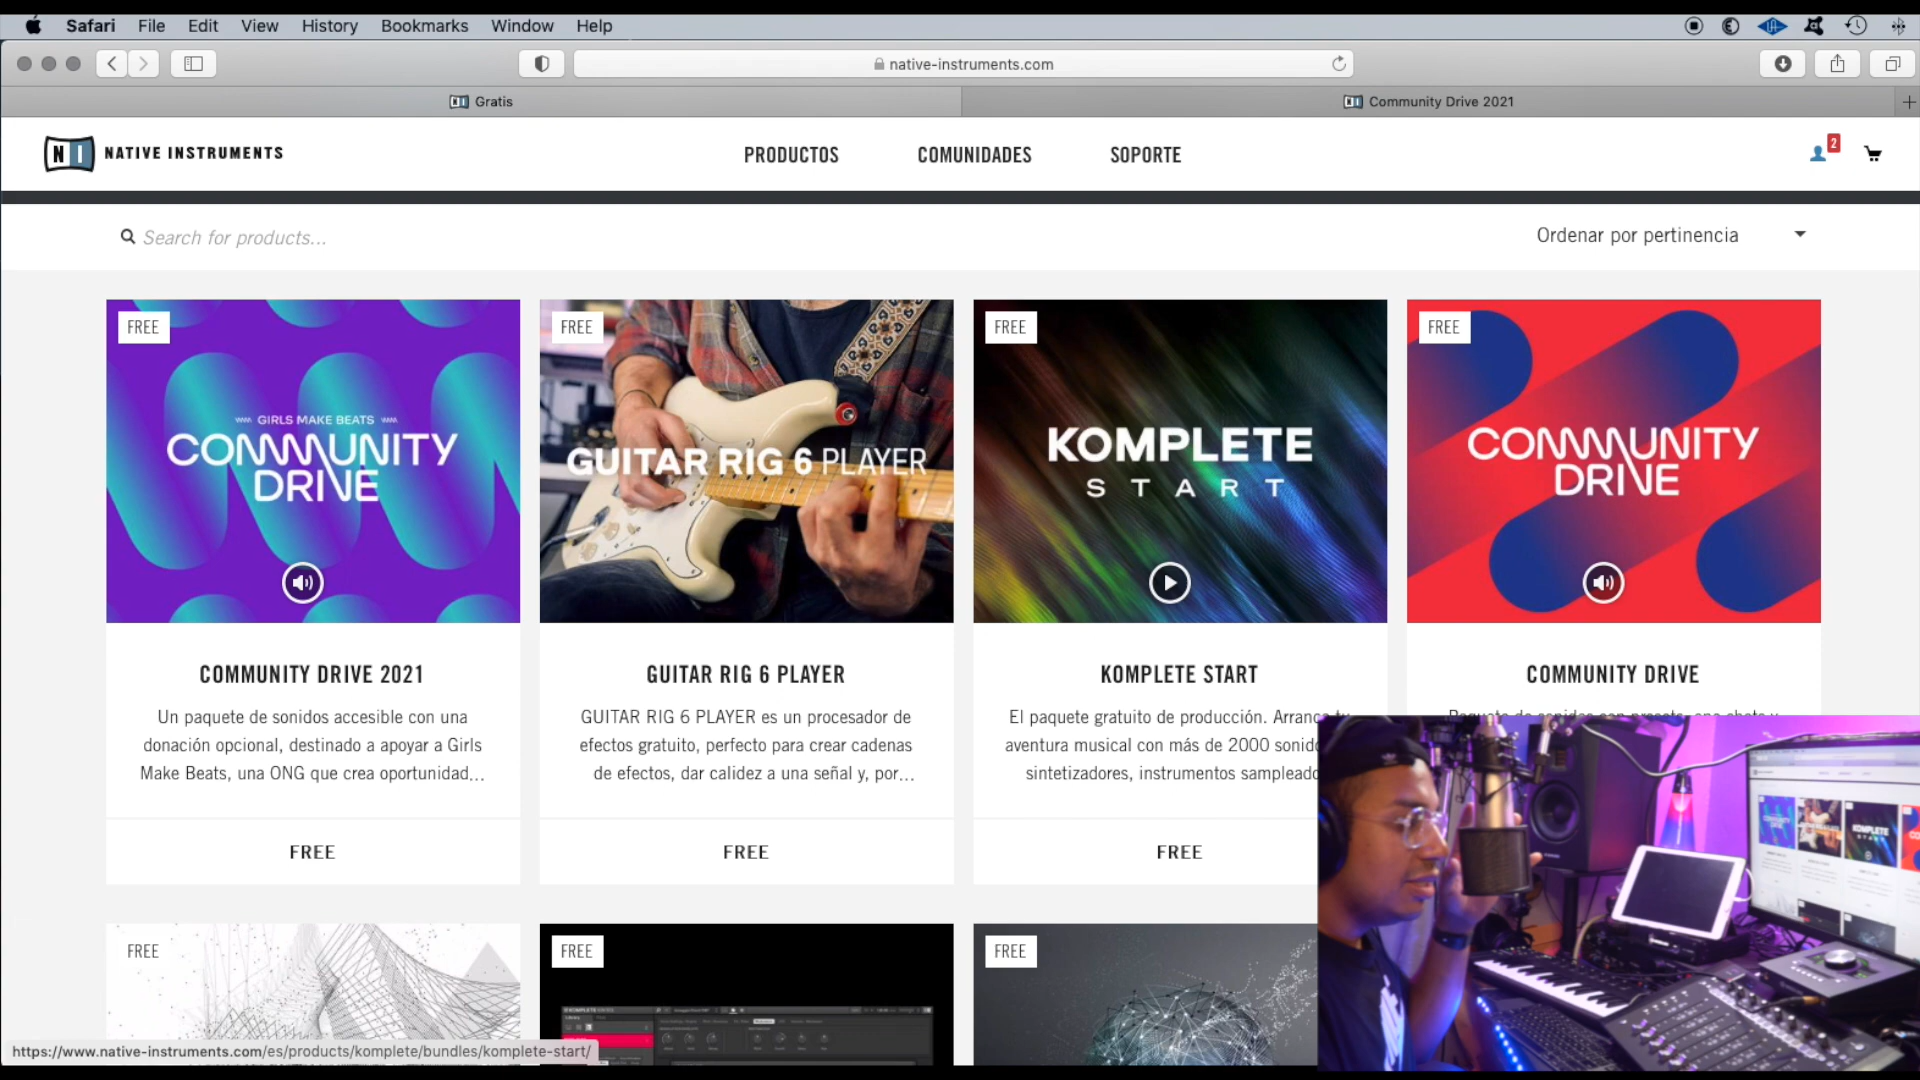 Safari File Edit View History Bookmarks Window Help
native-instruments.com
Gratis
Community Drive 2021
NI NATIVE INSTRUMENTS
PRODUCTOS COMUNIDADES SOPORTE
2
Search for products...
Ordenar por pertinencia
FREE
GIRLS MAKE BEATS
COMMUNITY
DRIVE
COMMUNITY DRIVE 2021
Un paquete de sonidos accesible con una
donación opcional, destinado a apoyar a Girls
Make Beats, una ONG que crea oportunidad...
FREE
FREE
GUITAR RIG 6 PLAYER
GUITAR RIG 6 PLAYER
GUITAR RIG 6 PLAYER es un procesador de
efectos gratuito, perfecto para crear cadenas
de efectos, dar calidez a una señal y, por...
FREE
FREE
KOMPLETE
START
KOMPLETE START
El paquete gratuito de producción. Arranca tu
aventura musical con más de 2000 sonido
sintetizadores, instrumentos sampleado
FREE
FREE
COMMUNITY
DRIVE
COMMUNITY DRIVE
FREE
FREE
KOMPLETE
FREE
https://www.native-instruments.com/es/products/komplete/bundles/komplete-start/